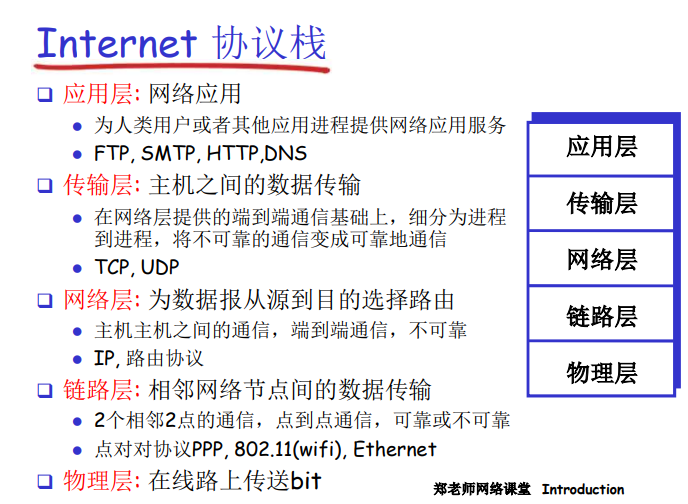 Internet 协议栈
应用层: 网络应用
为人类用户或者其他应用进程提供网络应用服务
FTP, SMTP, HTTP,DNS
传输层: 主机之间的数据传输
在网络层提供的端到端通信基础上，细分为进程
到进程，将不可靠的通信变成可靠地通信
TCP, UDP
网络层: 为数据报从源到目的选择路由
主机主机之间的通信，端到端通信，不可靠
IP, 路由协议
链路层: 相邻网络节点间的数据传输
2个相邻2点的通信，点到点通信，可靠或不可靠
点对对协议PPP, 802.11(wifi), Ethernet
物理层: 在线路上传送bit
应用层
传输层
网络层
链路层
物理层
郑老师网络课堂 Introduction